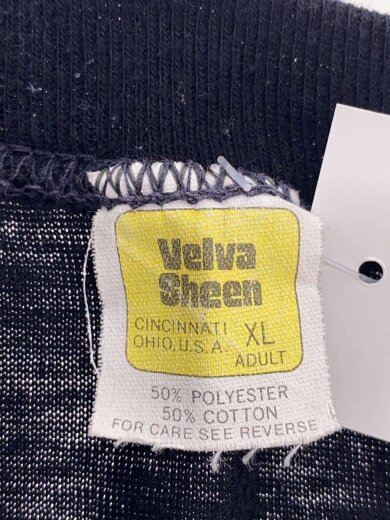 Velva
Sheen
CINCINNATI
OHIO, U.S.A. XL
ADULT
50% POLYESTER
50% COTTON
FOR CARE SEE REVERSE